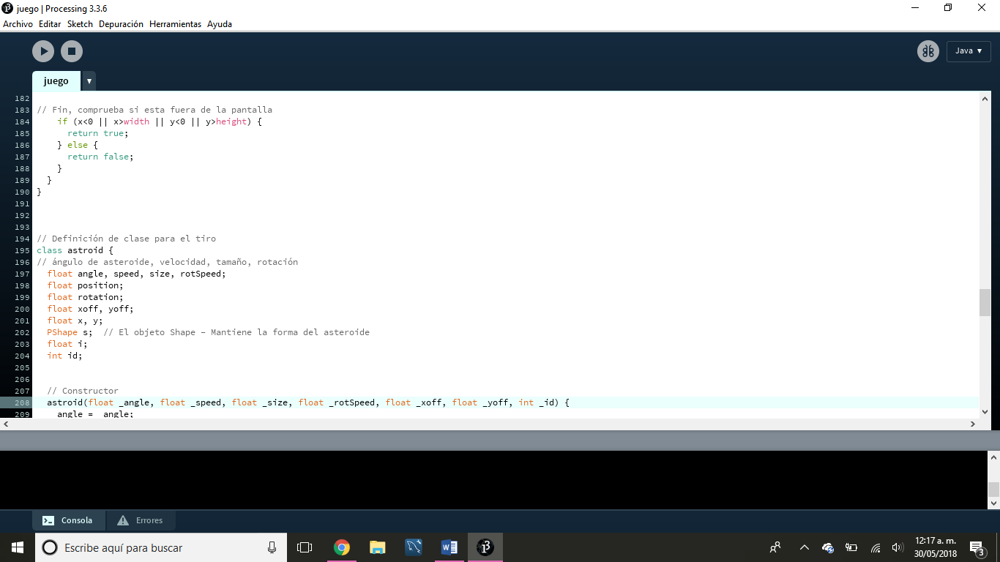 juego | Processing 3.3.6
Archivo Editar Sketch Depuración Herramientas Ayuda
Java ▼
juego ▼
182
183 // Fin, comprueba si esta fuera de la pantalla
184 if (x<0 || x>width || y<0 || y>height) {
185 return true;
186 } else {
187 return false;
188 }
189 }
190 }
191
192
193
194 // Definición de clase para el tiro
195 class astroid {
196 // ángulo de asteroide, velocidad, tamaño, rotación
197 float angle, speed, size, rotSpeed;
198 float position;
199 float rotation;
200 float xoff, yoff;
201 float x, y;
202 PShape s; // El objeto Shape - Mantiene la forma del asteroide
203 float i;
204 int id;
205
206
207 // Constructor
208 astroid(float _angle, float _speed, float _size, float _rotSpeed, float _xoff, float _yoff, int _id) {
209 angle = _angle;
Consola Errores
Escribe aquí para buscar
12:17 a. m.
30/05/2018
3